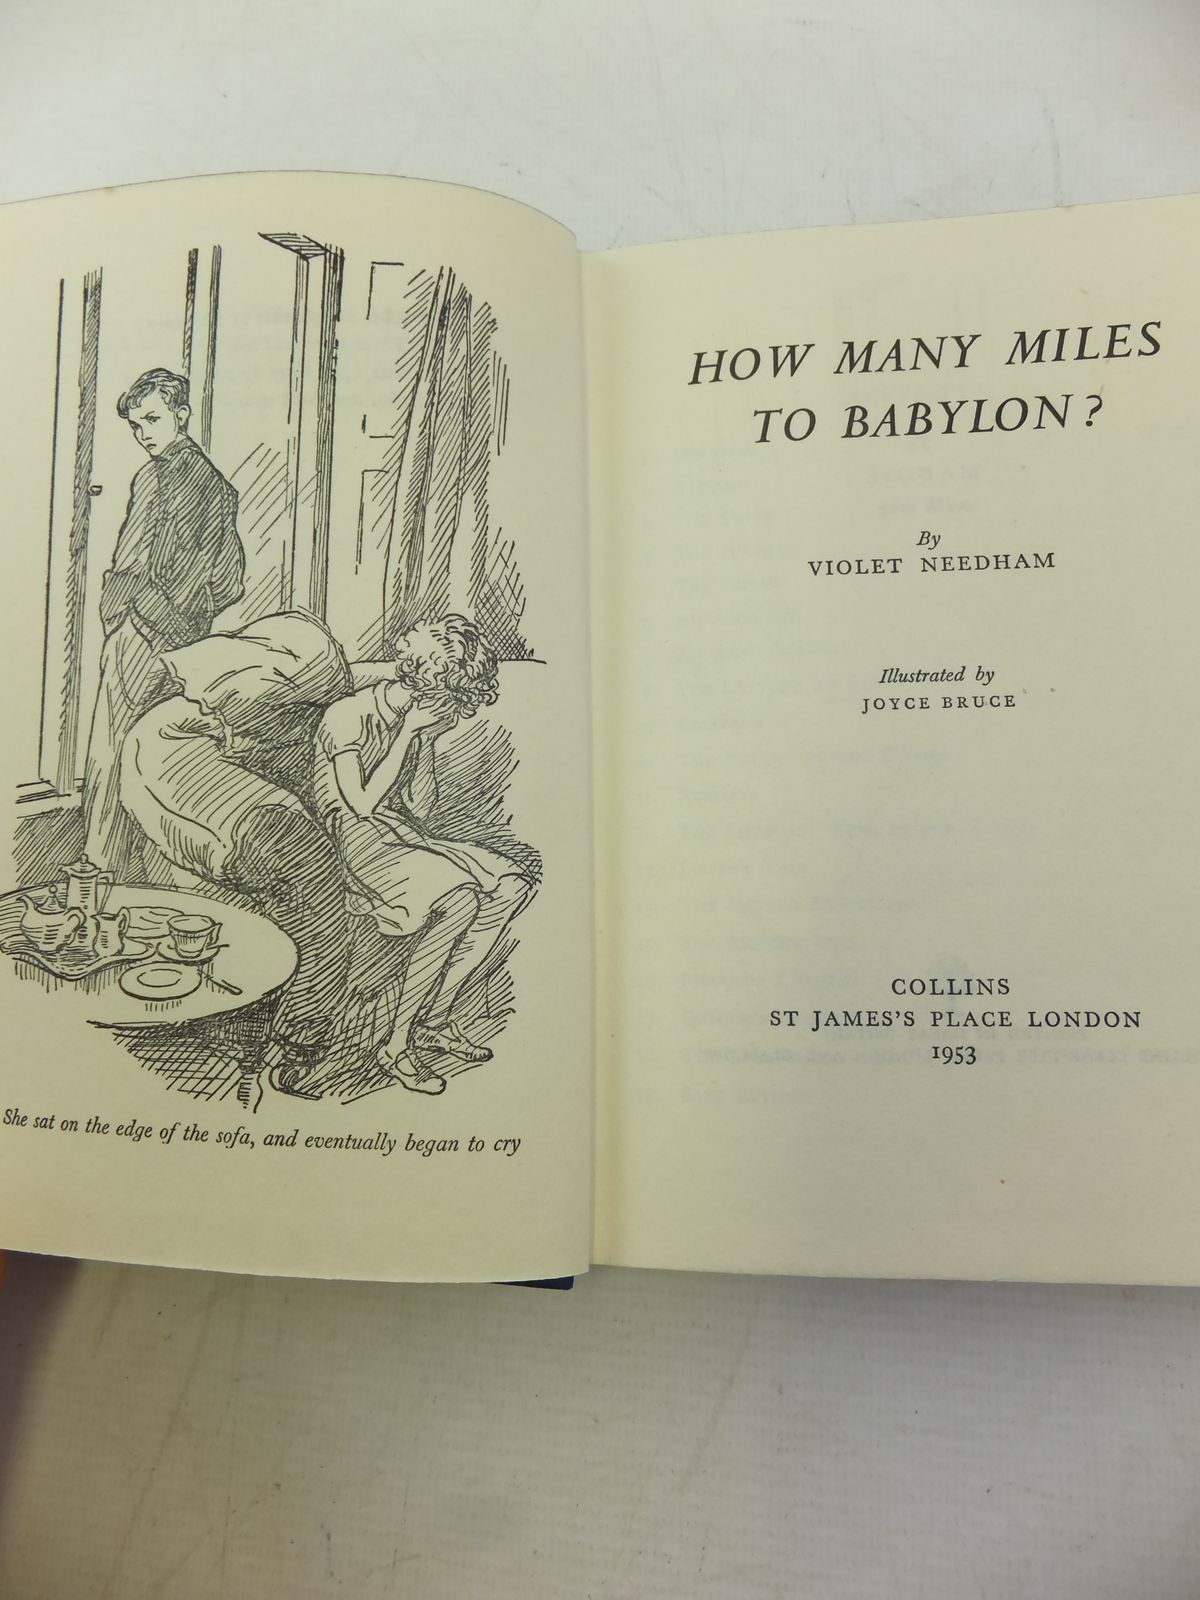 She sat on the edge of the sofa, and eventually began to cry
HOW MANY MILES
TO BABYLON?
By
VIOLET NEEDHAM
Illustrated by
JOYCE BRUCE
COLLINS
ST JAMES'S PLACE LONDON
1953